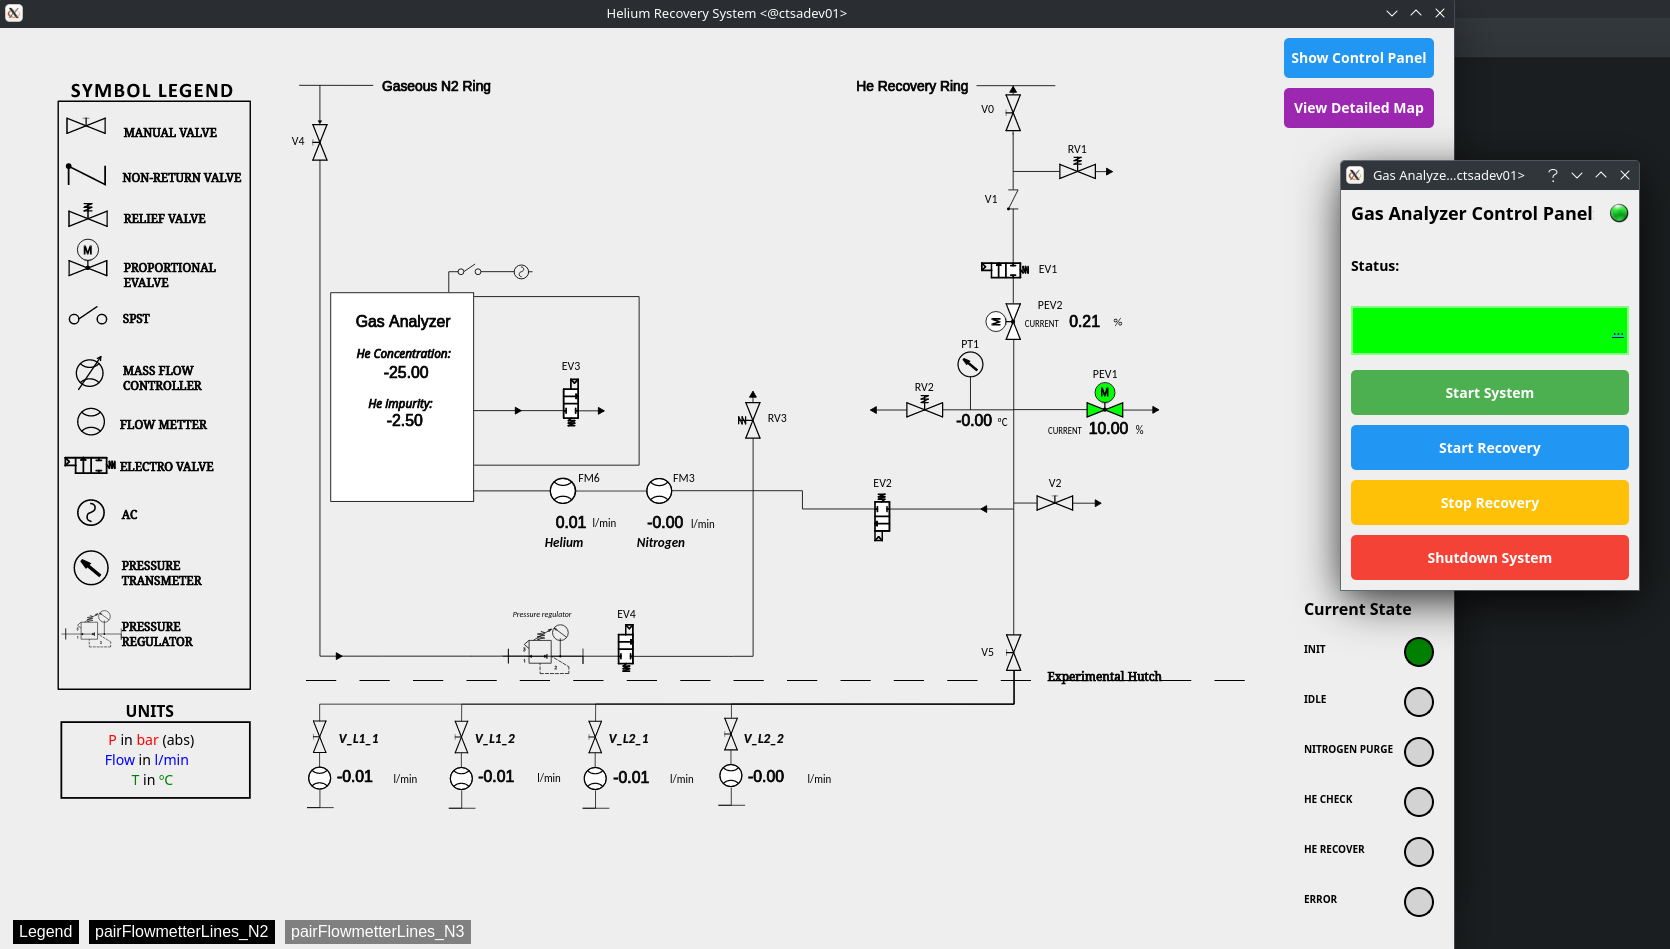 Helium Recovery System <@ctsadev01>
Show Control Panel
View Detailed Map
SYMBOL LEGEND
MANUAL VALVE
NON-RETURN VALVE
RELIEF VALVE
M
PROPORTIONAL
EVALVE
SPST
MASS FLOW
CONTROLLER
FLOW METTER
ELECTRO VALVE
AC
PRESSURE
TRANSMETER
PRESSURE
REGULATOR
UNITS
P in bar (abs)
Flow in l/min
T in ºC
Gaseous N2 Ring
V4
He Recovery Ring
V0
RV1
V1
EV1
PEV2
M
CURRENT 0.21 %
PT1
RV2
-0.00 ºC
PEV1
M
CURRENT 10.00 %
Gas Analyzer
He Concentration:
-25.00
He Impurity:
-2.50
EV3
RV3
FM6
FM3
0.01 l/min
-0.00 l/min
Helium
Nitrogen
EV2
V2
Pressure regulator
EV4
V5
Experimental Hutch
V_L1_1
V_L1_2
V_L2_1
V_L2_2
-0.01 l/min
-0.01 l/min
-0.01 l/min
-0.00 l/min
Gas Analyze...ctsadev01>
Gas Analyzer Control Panel
Status:
...
Start System
Start Recovery
Stop Recovery
Shutdown System
Current State
INIT
IDLE
NITROGEN PURGE
HE CHECK
HE RECOVER
ERROR
Legend
pairFlowmetterLines_N2
pairFlowmetterLines_N3